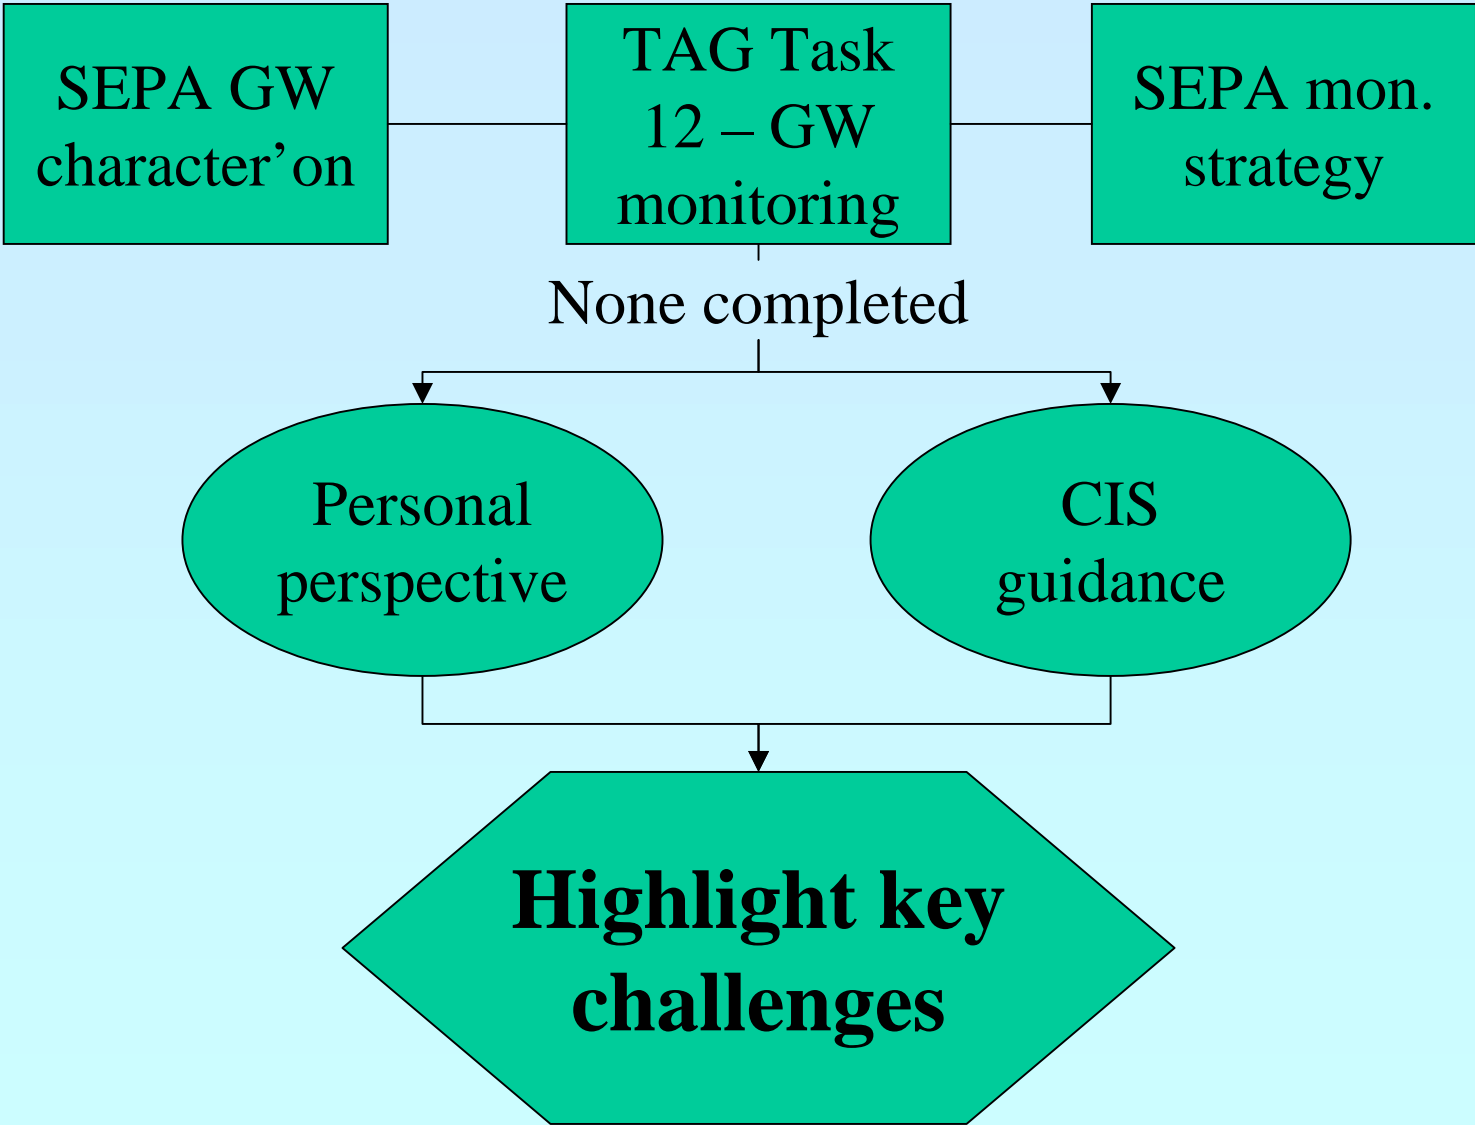 SEPA GW
character’on
TAG Task
12 – GW
monitoring
SEPA mon.
strategy
None completed
Personal
perspective
CIS
guidance
Highlight key
challenges